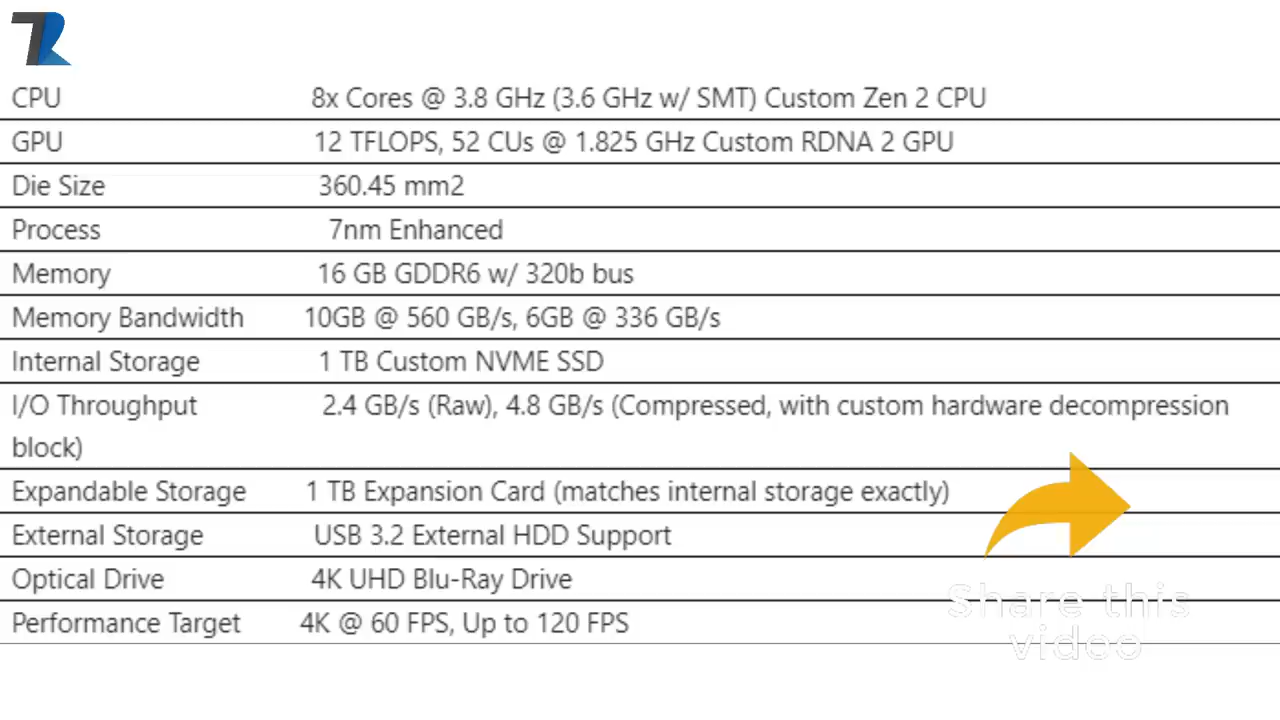 TR
CPU 8x Cores @ 3.8 GHz (3.6 GHz w/ SMT) Custom Zen 2 CPU
GPU 12 TFLOPS, 52 CUs @ 1.825 GHz Custom RDNA 2 GPU
Die Size 360.45 mm2
Process 7nm Enhanced
Memory 16 GB GDDR6 w/ 320b bus
Memory Bandwidth 10GB @ 560 GB/s, 6GB @ 336 GB/s
Internal Storage 1 TB Custom NVME SSD
I/O Throughput 2.4 GB/s (Raw), 4.8 GB/s (Compressed, with custom hardware decompression
block)
Expandable Storage 1 TB Expansion Card (matches internal storage exactly)
External Storage USB 3.2 External HDD Support
Optical Drive 4K UHD Blu-Ray Drive
Performance Target 4K @ 60 FPS, Up to 120 FPS
Share this
video